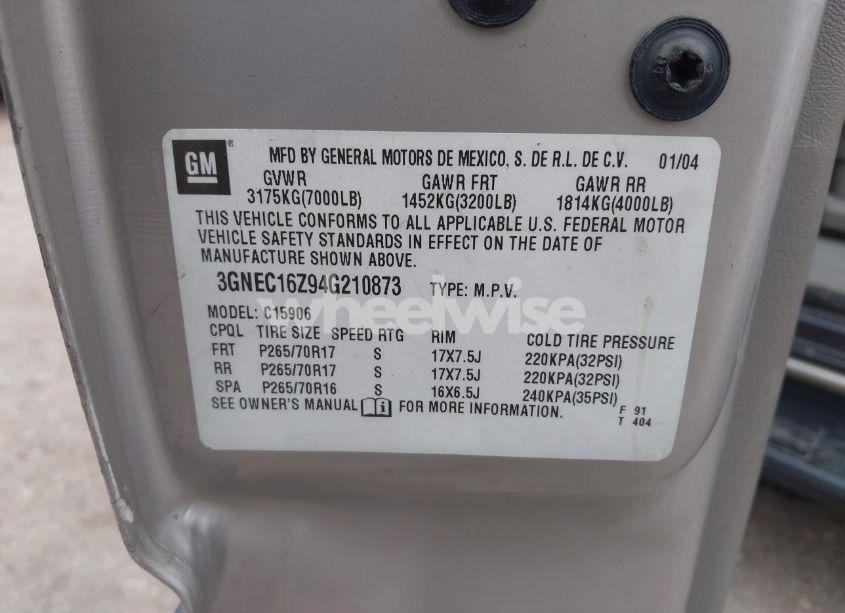 GM MFD BY GENERAL MOTORS DE MEXICO, S. DE R.L. DE C.V. 01/04
GVWR GAWR FRT GAWR RR
3175KG(7000LB) 1452KG(3200LB) 1814KG(4000LB)
THIS VEHICLE CONFORMS TO ALL APPLICABLE U.S. FEDERAL MOTOR
VEHICLE SAFETY STANDARDS IN EFFECT ON THE DATE OF
MANUFACTURE SHOWN ABOVE.
3GNEC16Z94G210873 TYPE: M.P.V.
wheelwise
MODEL: C15906
CPQL TIRE SIZE SPEED RTG RIM COLD TIRE PRESSURE
FRT P265/70R17 S 17X7.5J 220KPA(32PSI)
RR P265/70R17 S 17X7.5J 220KPA(32PSI)
SPA P265/70R16 S 16X6.5J 240KPA(35PSI)
SEE OWNER'S MANUAL FOR MORE INFORMATION. F 91
T 404